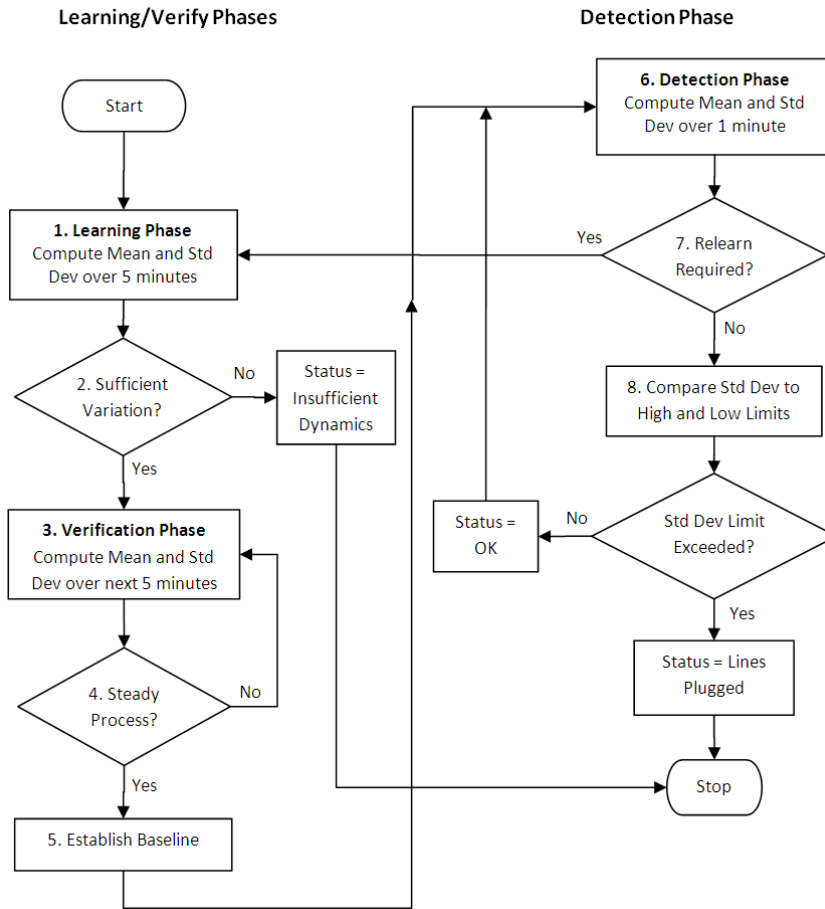 Learning/Verify Phases
Start
1. Learning Phase
Compute Mean and Std
Dev over 5 minutes
2. Sufficient
Variation?
No
Status =
Insufficient
Dynamics
Yes
3. Verification Phase
Compute Mean and Std
Dev over next 5 minutes
4. Steady
Process?
No
Yes
5. Establish Baseline
Detection Phase
6. Detection Phase
Compute Mean and Std
Dev over 1 minute
7. Relearn
Required?
Yes
No
8. Compare Std Dev to
High and Low Limits
Std Dev Limit
Exceeded?
No
Status =
OK
Yes
Status = Lines
Plugged
Stop